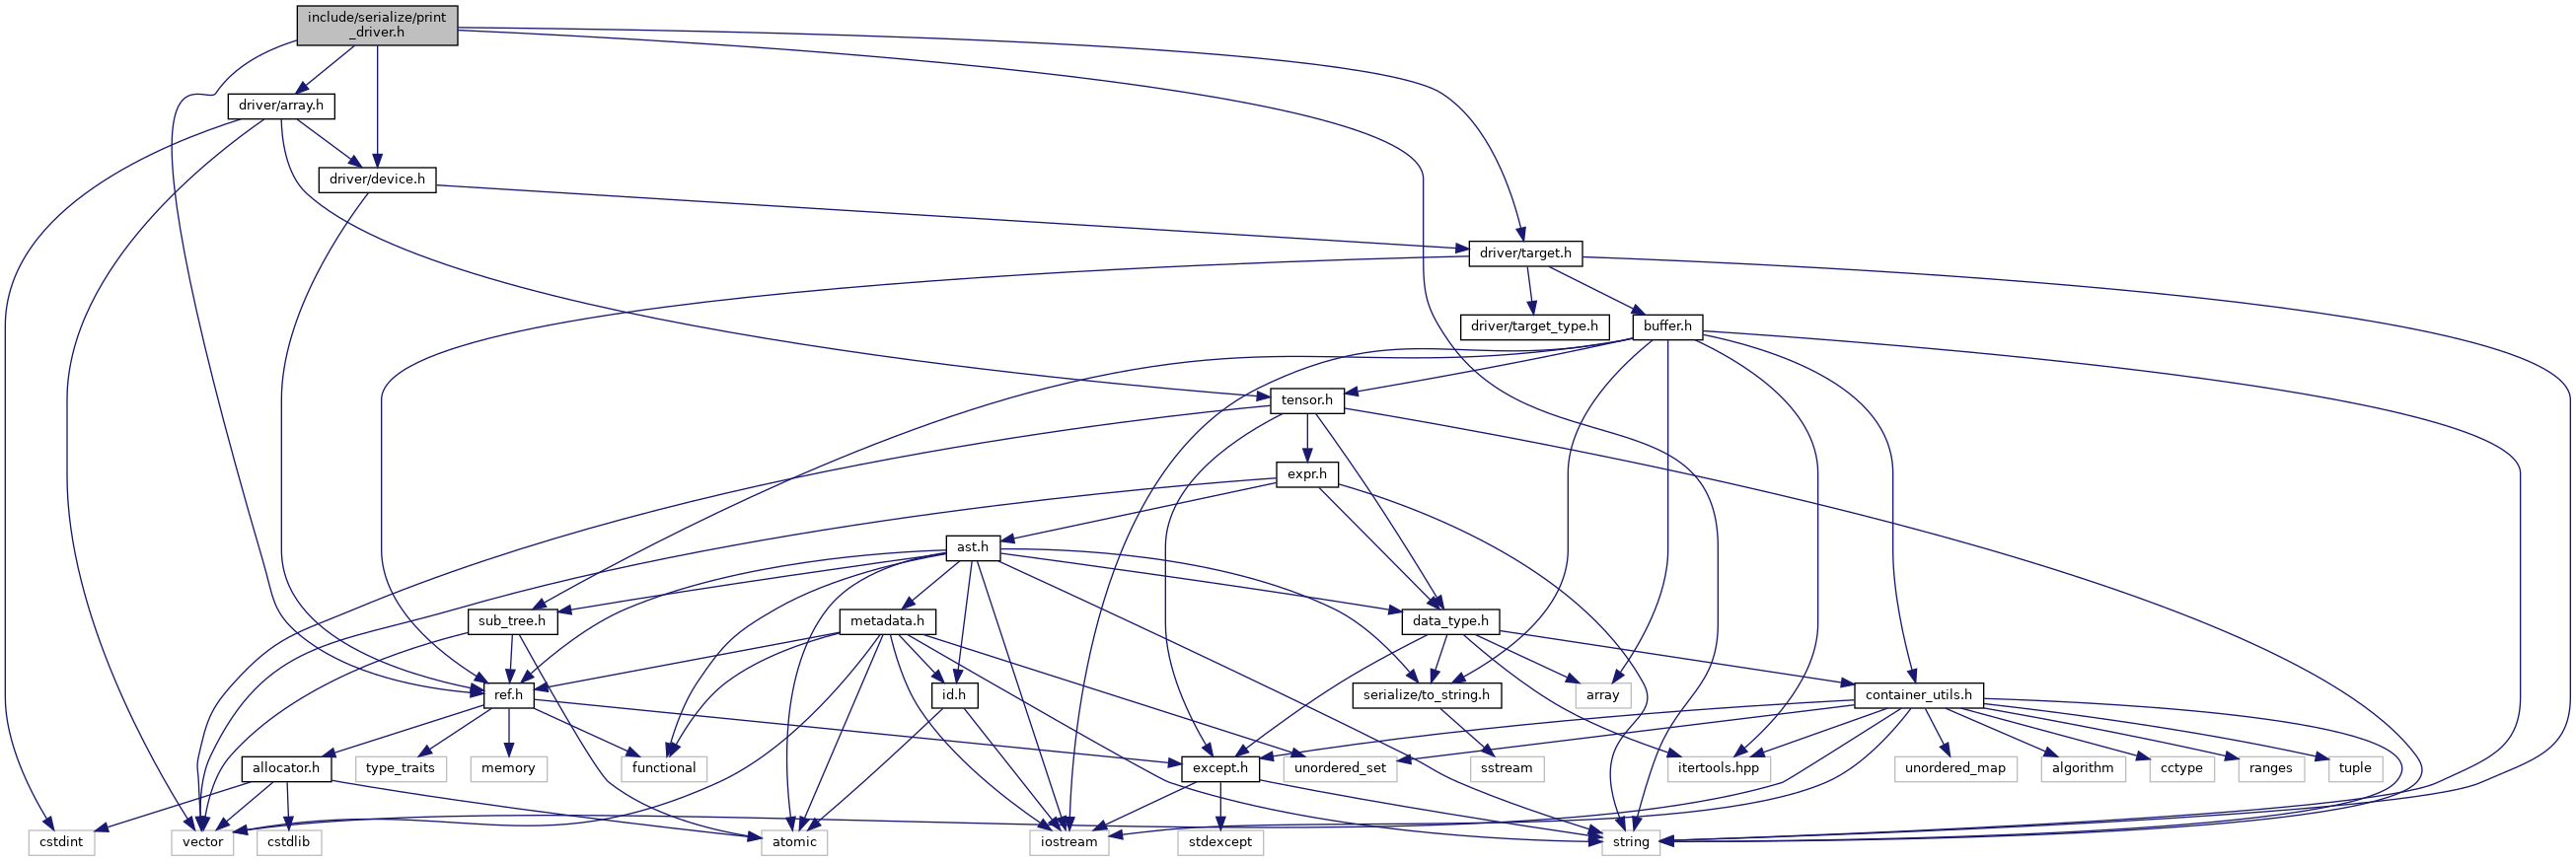 include/serialize/print
_driver.h
driver/array.h
driver/device.h
driver/target.h
driver/target_type.h
buffer.h
tensor.h
expr.h
ast.h
sub_tree.h
metadata.h
data_type.h
ref.h
id.h
serialize/to_string.h
array
container_utils.h
allocator.h
type_traits
memory
functional
except.h
unordered_set
sstream
itertools.hpp
unordered_map
algorithm
cctype
ranges
tuple
cstdint
vector
cstdlib
atomic
iostream
stdexcept
string